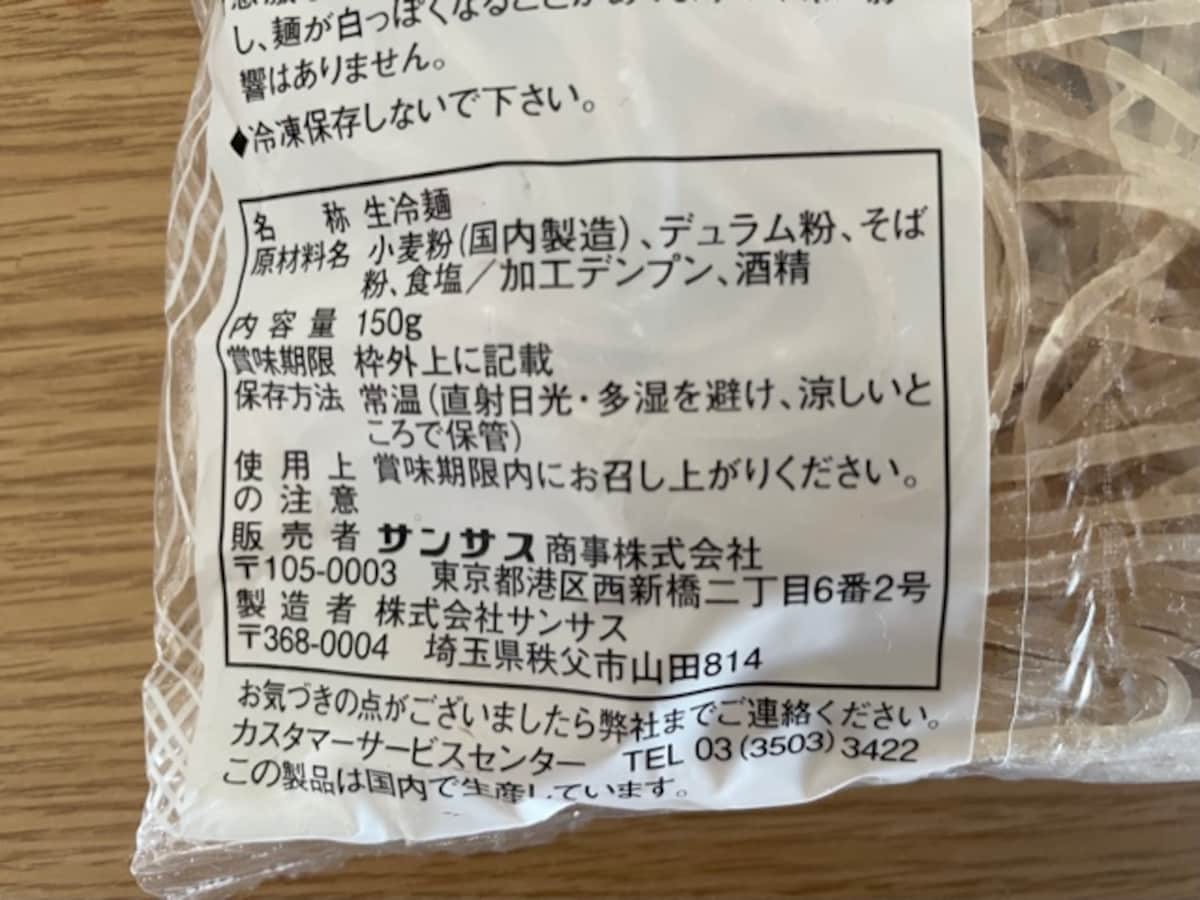 し、麺が白っぽくなることが
響はありません。
◆冷凍保存しないで下さい。
名称 生冷麺
原材料名 小麦粉(国内製造)、デュラム粉、そば
粉、食塩／加工デンプン、酒精
内容量 150g
賞味期限 枠外上に記載
保存方法 常温(直射日光・多湿を避け、涼しいと
ころで保管)
使用上 賞味期限内にお召し上がりください。
の注意
販売者 サンサス商事株式会社
〒105-0003 東京都港区西新橋二丁目6番2号
製造者 株式会社サンサス
〒368-0004 埼玉県秩父市山田814
お気づきの点がございましたら弊社までご連絡ください。
カスタマーサービスセンター TEL 03(3503)3422
この製品は国内で生産しています。